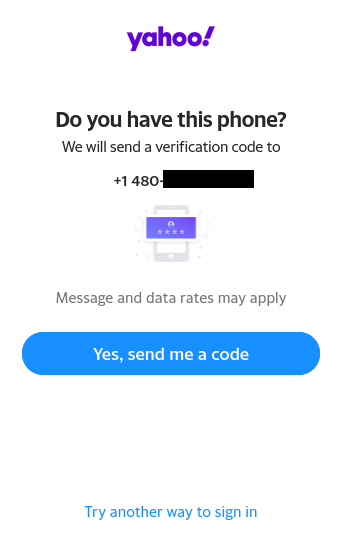 yahoo!
Do you have this phone?
We will send a verification code to
+1 480-
****
Message and data rates may apply
Yes, send me a code
Try another way to sign in